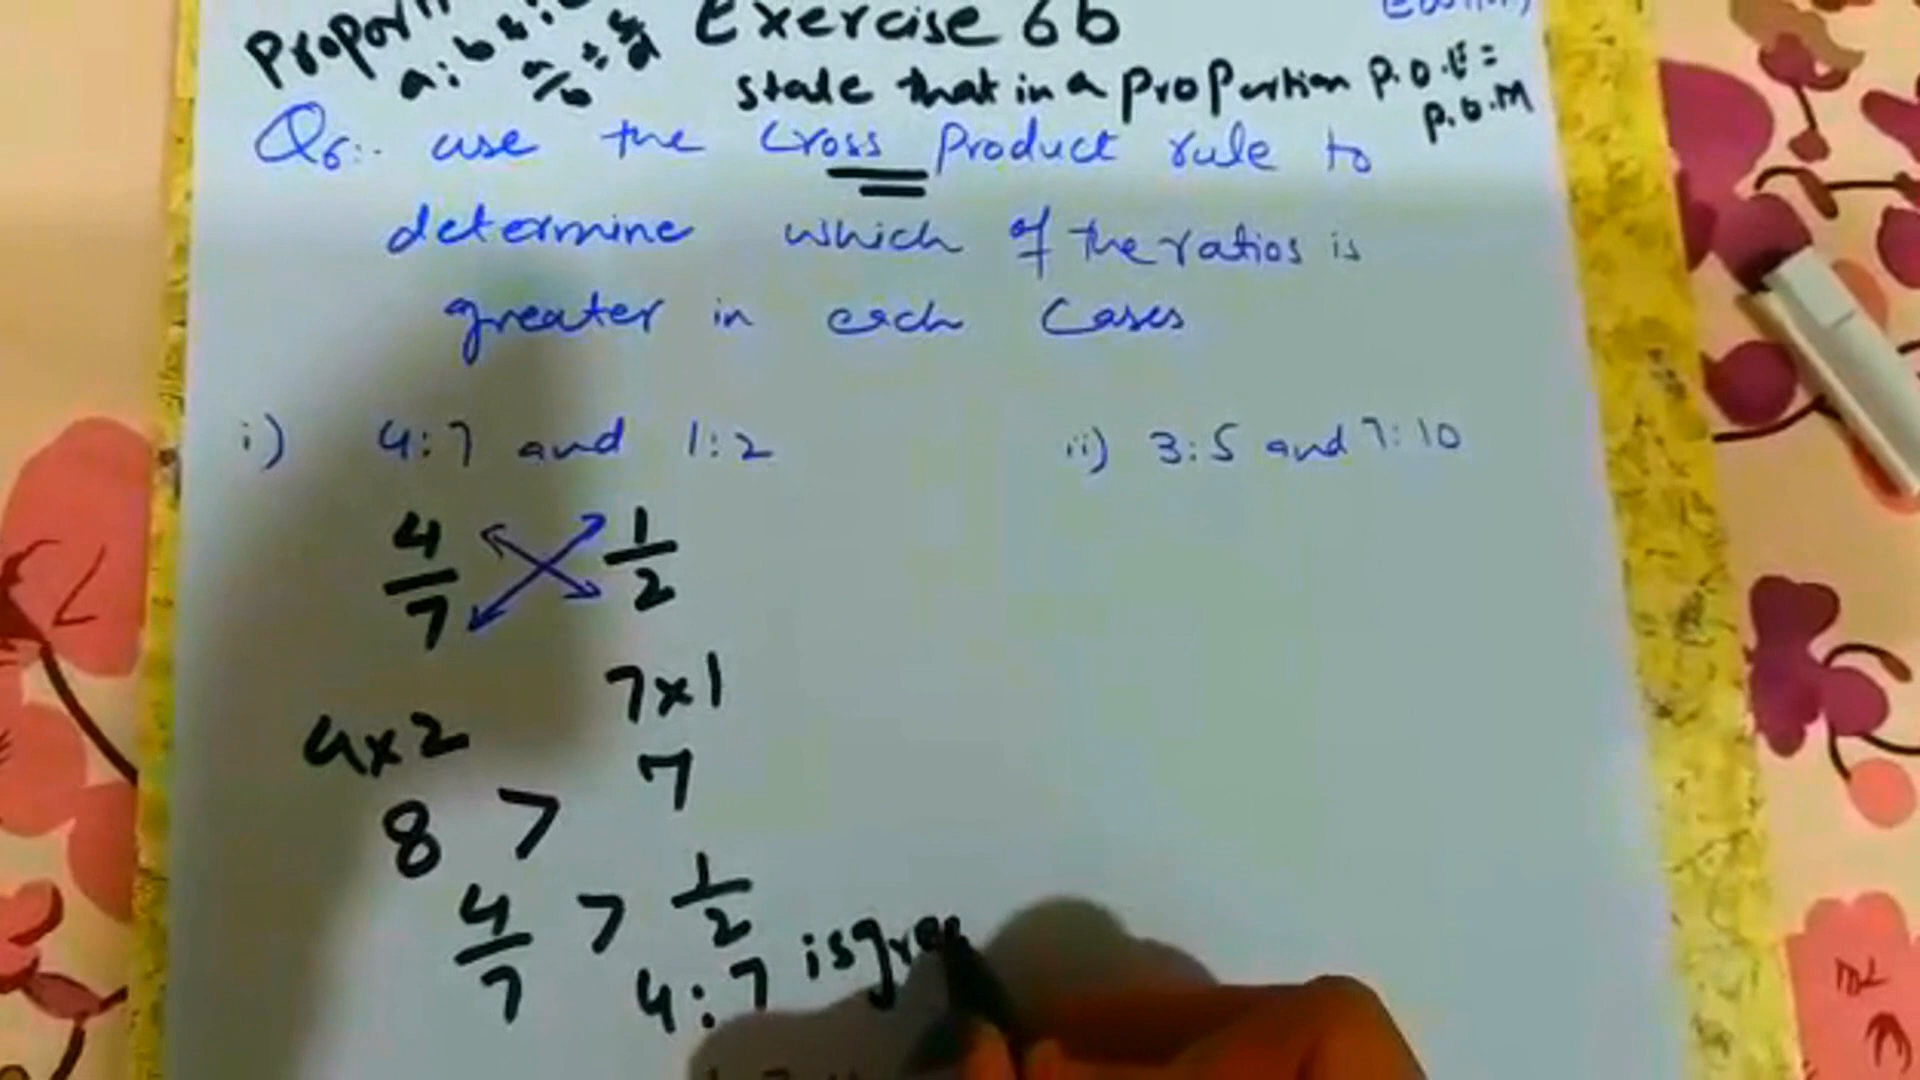 Exercise 6b
a:b
state that in a proportion P.O.E =
P.O.M
Q6:. use the Cross Product rule to
determine which of the ratios is
greater in each Cases
i) 4:7 and 1:2
ii) 3:5 and 7:10
4/7 1/2
7x1
4x2
7
8 >
4/7 > 1/2
4:7 is grea